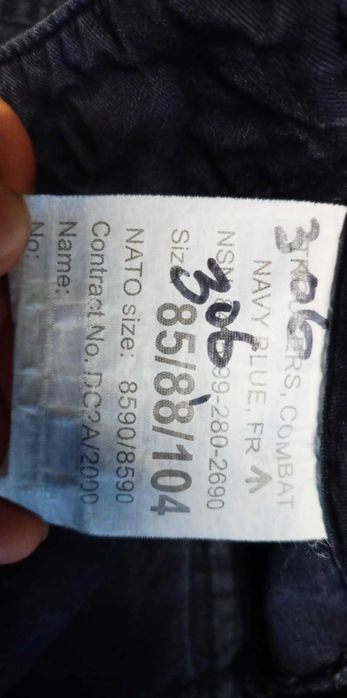 306
TROUSERS, COMBAT
NAVY BLUE, FR
NSN 99-280-2690
306
Size 85/88/104
NATO size: 8590/8590
Contract No. DC2A/2000
Name:
No: